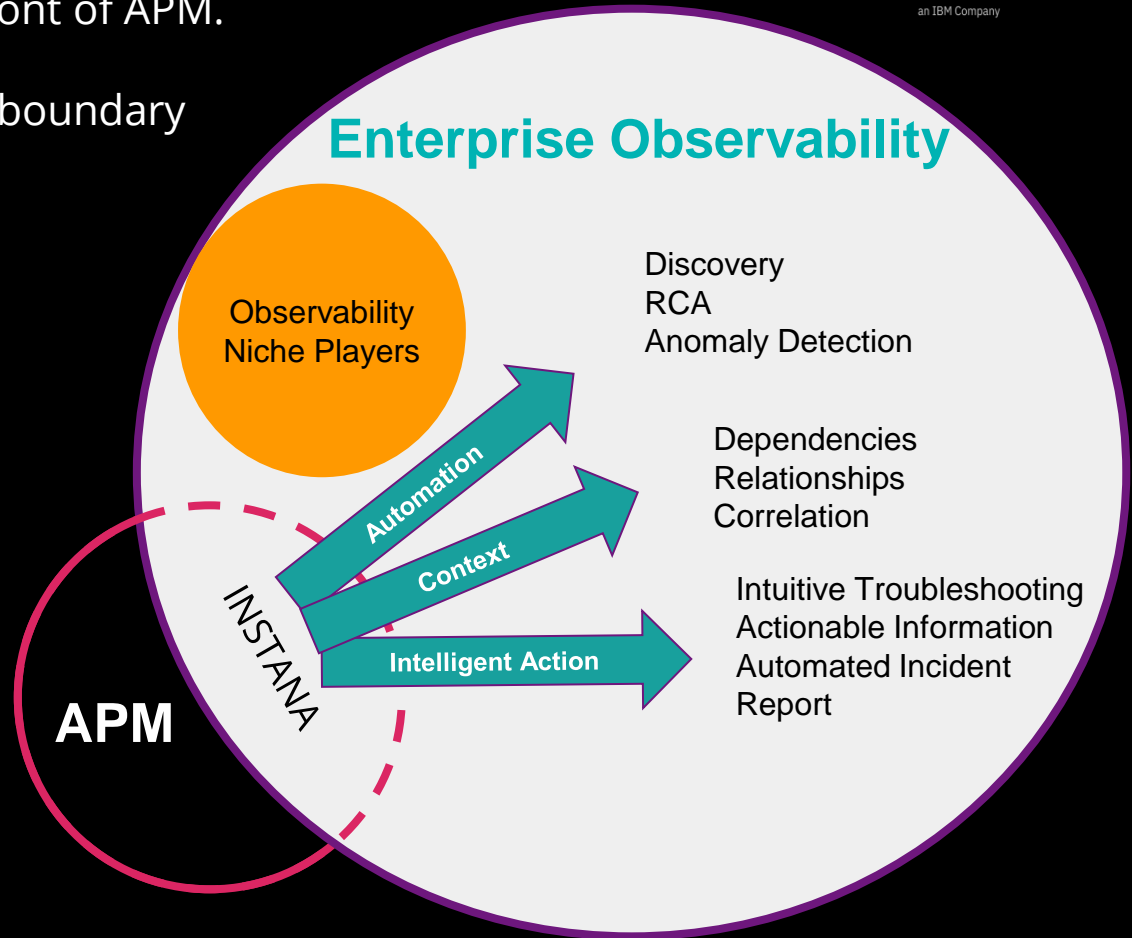 ont of APM.
an IBM Company
boundary
Enterprise Observability
Observability
Niche Players
Discovery
RCA
Anomaly Detection
Automation
Dependencies
Relationships
Correlation
Context
Intuitive Troubleshooting
Actionable Information
Automated Incident
Report
Intelligent Action
INSTANA
APM